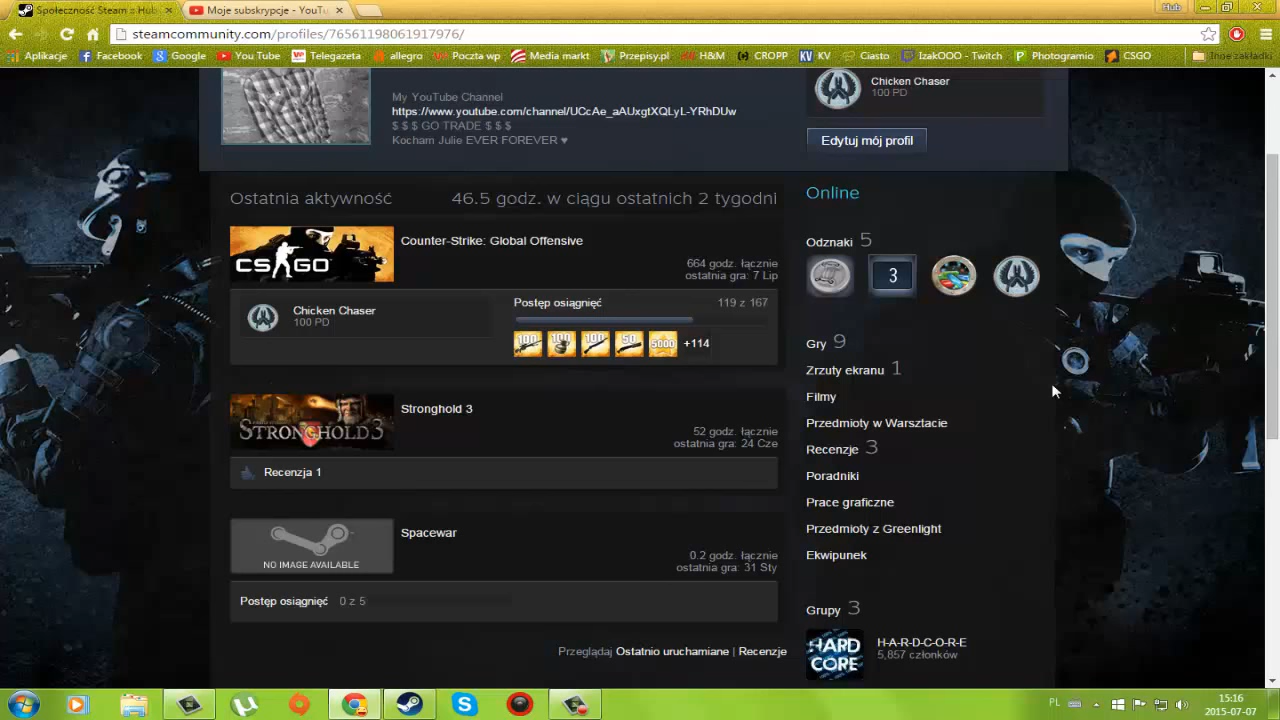 Społeczność Steam :: Hub
Moje subskrypcje - YouTu
Hub
steamcommunity.com/profiles/76561198061917976/
Aplikacje Facebook Google You Tube Telegazeta allegro Poczta wp Media markt Przepisy.pl H&M CROPP KV Ciasto IzakOOO - Twitch Photogramio CSGO Inne zakładki
My YouTube Channel
https://www.youtube.com/channel/UCcAe_aAUxgtXQLyL-YRhDUw
$ $ $ GO TRADE $ $ $
Kocham Julie EVER FOREVER ♥
Chicken Chaser
100 PD
Edytuj mój profil
Ostatnia aktywność 46.5 godz. w ciągu ostatnich 2 tygodni
CS GO
Counter-Strike: Global Offensive
664 godz. łącznie
ostatnia gra: 7 Lip
Chicken Chaser
100 PD
Postęp osiągnięć 119 z 167
100 100 100 50 5000 +114
STRONGHOLD 3
Stronghold 3
52 godz. łącznie
ostatnia gra: 24 Cze
Recenzja 1
NO IMAGE AVAILABLE
Spacewar
0.2 godz. łącznie
ostatnia gra: 31 Sty
Postęp osiągnięć 0 z 5
Przeglądaj Ostatnio uruchamiane | Recenzje
Online
Odznaki 5
3
Gry 9
Zrzuty ekranu 1
Filmy
Przedmioty w Warsztacie
Recenzje 3
Poradniki
Prace graficzne
Przedmioty z Greenlight
Ekwipunek
Grupy 3
HARD
CORE
H-A-R-D-C-O-R-E
5,857 członków
PL
15:16
2015-07-07